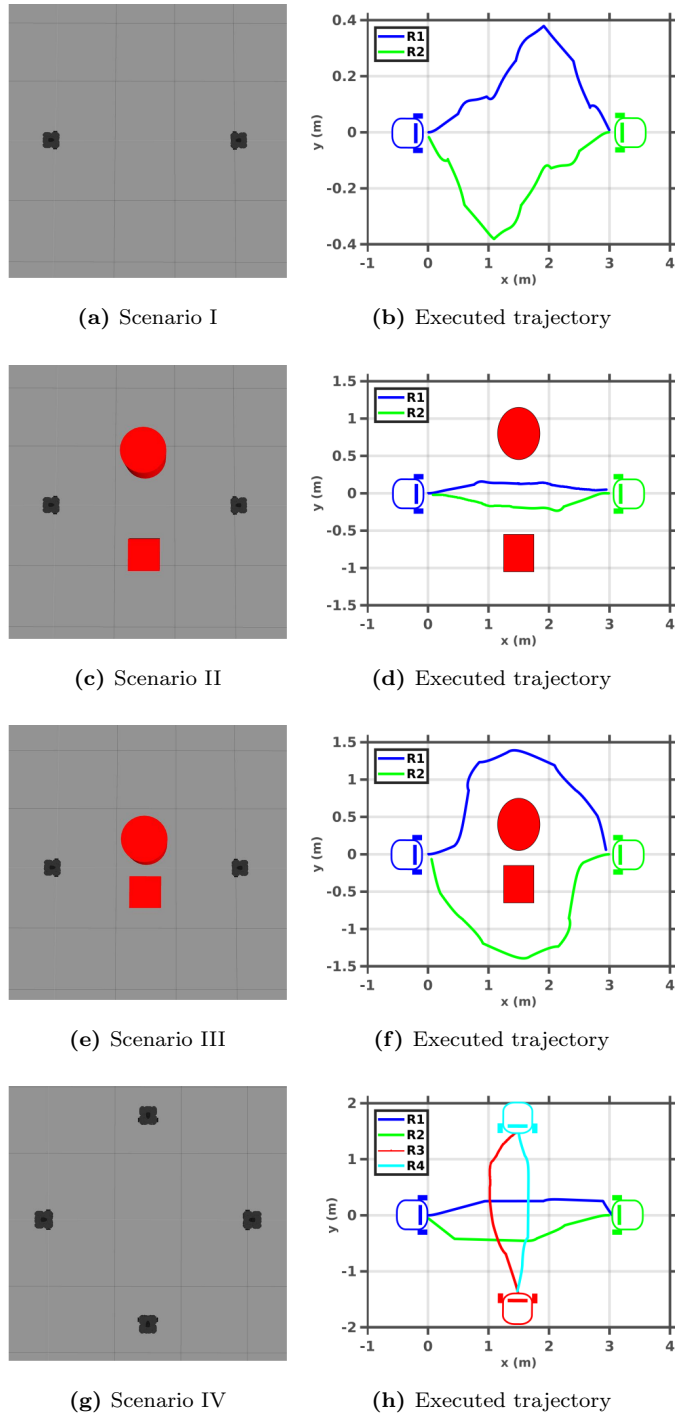 0.4
0.2
0
-0.2
-0.4
y (m)
R1
R2
-1 0 1 2 3 4
x (m)
(a) Scenario I
(b) Executed trajectory
1.5
1
0.5
0
-0.5
-1
-1.5
y (m)
R1
R2
-1 0 1 2 3 4
x (m)
(c) Scenario II
(d) Executed trajectory
1.5
1
0.5
0
-0.5
-1
-1.5
y (m)
R1
R2
-1 0 1 2 3 4
x (m)
(e) Scenario III
(f) Executed trajectory
2
1
0
-1
-2
y (m)
R1
R2
R3
R4
-1 0 1 2 3 4
x (m)
(g) Scenario IV
(h) Executed trajectory